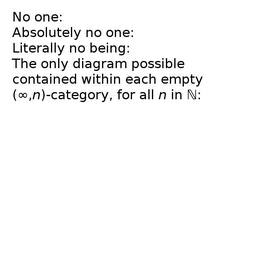 No one:
Absolutely no one:
Literally no being:
The only diagram possible
contained within each empty
(∞,n)-category, for all n in ℕ: